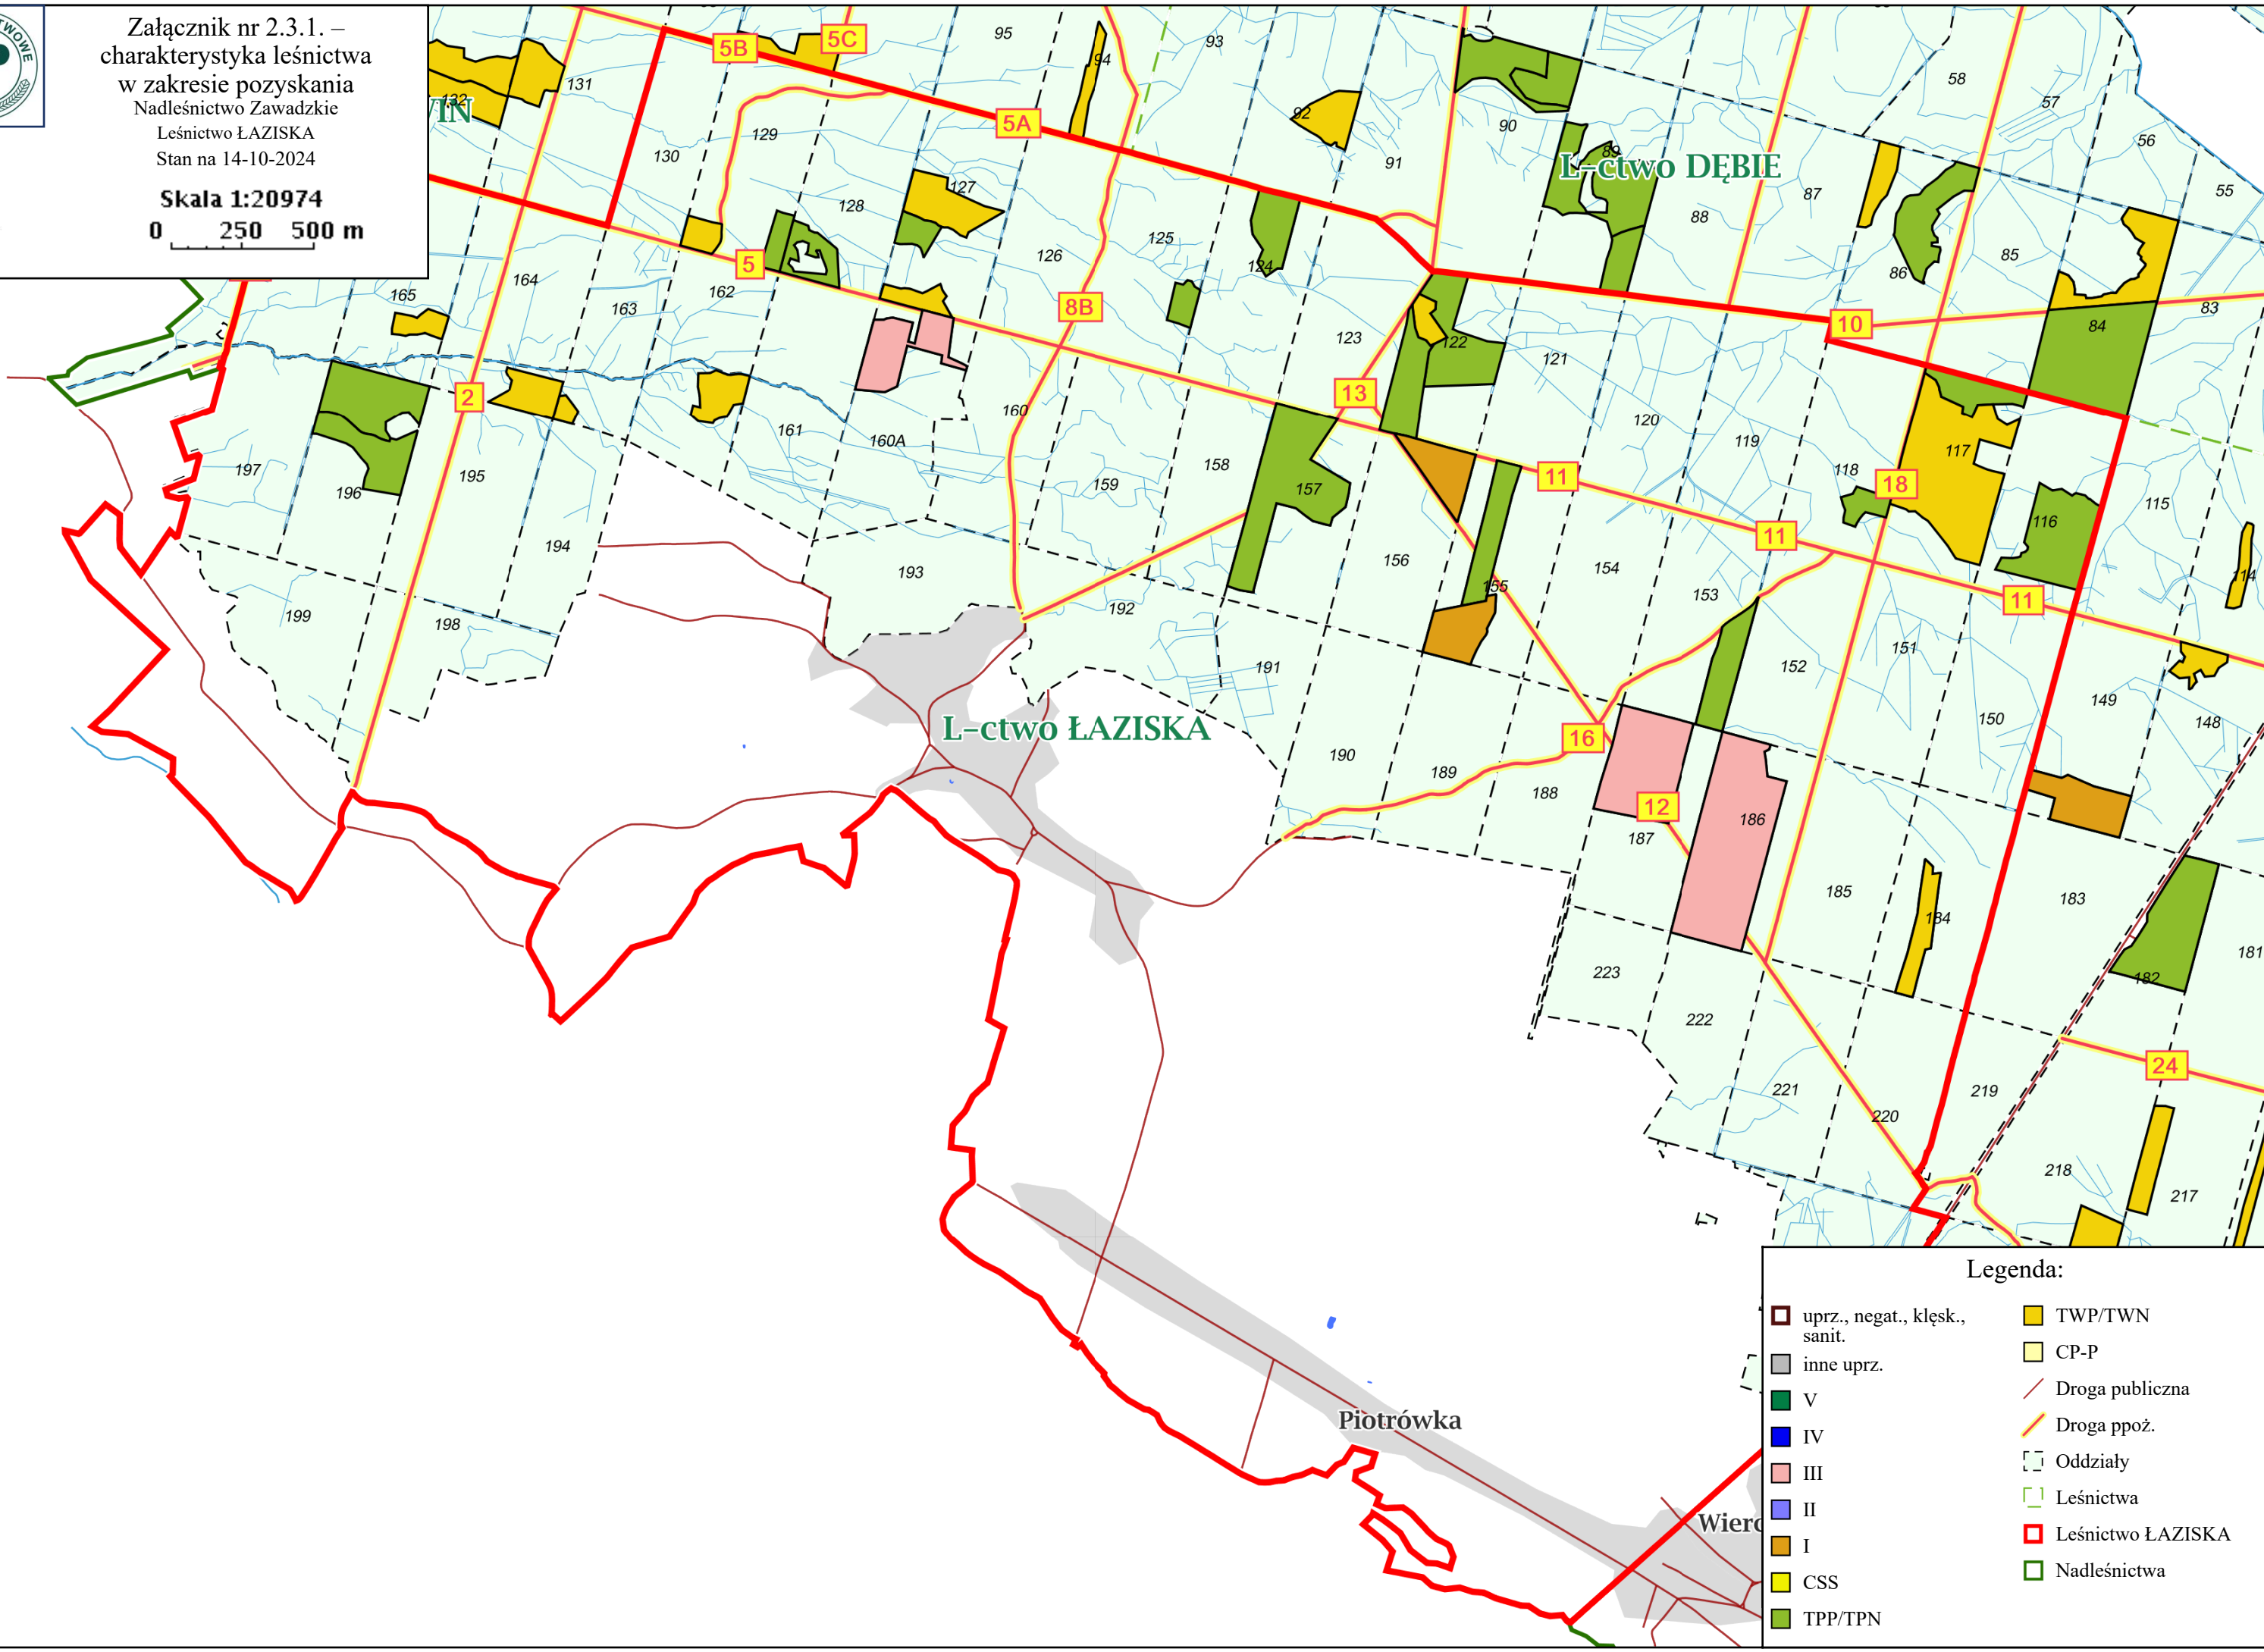 TWOWE
Załącznik nr 2.3.1. –
charakterystyka leśnictwa
w zakresie pozyskania
Nadleśnictwo Zawadzkie
Leśnictwo ŁAZISKA
Stan na 14-10-2024
Skala 1:20974
0 250 500 m
5B
5C
95
94
93
58
57
131
132
WIN
129
5A
92
90
89
L-ctwo DĘBIE
56
55
130
91
87
88
127
128
125
126
124
86
85
5
164
165
163
162
8B
123
122
121
10
84
83
2
13
160
161
160A
120
119
117
118
18
158
157
159
11
115
116
197
196
195
194
193
156
155
154
153
11
11
114
199
198
192
191
152
151
150
149
148
L-ctwo ŁAZISKA
190
189
188
16
12
187
186
185
184
183
182
181
223
222
221
220
219
24
218
217
Piotrówka
Legenda:
uprz., negat., klęsk.,
sanit.
inne uprz.
V
IV
III
II
I
CSS
TPP/TPN
TWP/TWN
CP-P
Droga publiczna
Droga ppoż.
Oddziały
Leśnictwa
Leśnictwo ŁAZISKA
Nadleśnictwa